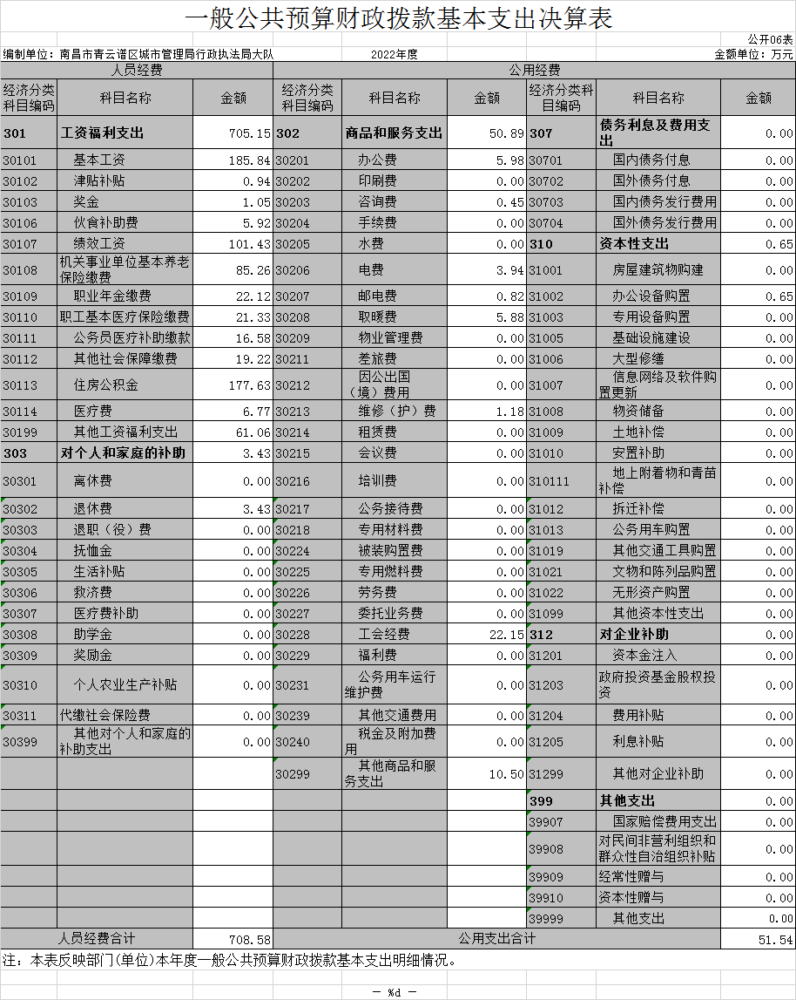 一般公共预算财政拨款基本支出决算表
公开06表
编制单位：南昌市青云谱区城市管理局行政执法局大队 2022年度 金额单位：万元
人员经费 公用经费
经济分类科目编码 科目名称 金额 经济分类科目编码 科目名称 金额 经济分类科目编码 科目名称 金额
301 工资福利支出 705.15 302 商品和服务支出 50.89 307 债务利息及费用支出 0.00
30101 基本工资 185.84 30201 办公费 5.98 30701 国内债务付息 0.00
30102 津贴补贴 0.94 30202 印刷费 0.00 30702 国外债务付息 0.00
30103 奖金 1.05 30203 咨询费 0.45 30703 国内债务发行费用 0.00
30106 伙食补助费 5.92 30204 手续费 0.00 30704 国外债务发行费用 0.00
30107 绩效工资 101.43 30205 水费 0.00 310 资本性支出 0.65
30108 机关事业单位基本养老保险缴费 85.26 30206 电费 3.94 31001 房屋建筑物购建 0.00
30109 职业年金缴费 22.12 30207 邮电费 0.82 31002 办公设备购置 0.65
30110 职工基本医疗保险缴费 21.33 30208 取暖费 5.88 31003 专用设备购置 0.00
30111 公务员医疗补助缴款 16.58 30209 物业管理费 0.00 31005 基础设施建设 0.00
30112 其他社会保障缴费 19.22 30211 差旅费 0.00 31006 大型修缮 0.00
30113 住房公积金 177.63 30212 因公出国（境）费用 0.00 31007 信息网络及软件购置更新 0.00
30114 医疗费 6.77 30213 维修（护）费 1.18 31008 物资储备 0.00
30199 其他工资福利支出 61.06 30214 租赁费 0.00 31009 土地补偿 0.00
303 对个人和家庭的补助 3.43 30215 会议费 0.00 31010 安置补助 0.00
30301 离休费 0.00 30216 培训费 0.00 310111 地上附着物和青苗补偿 0.00
30302 退休费 3.43 30217 公务接待费 0.00 31012 拆迁补偿 0.00
30303 退职（役）费 0.00 30218 专用材料费 0.00 31013 公务用车购置 0.00
30304 抚恤金 0.00 30224 被装购置费 0.00 31019 其他交通工具购置 0.00
30305 生活补贴 0.00 30225 专用燃料费 0.00 31021 文物和陈列品购置 0.00
30306 救济费 0.00 30226 劳务费 0.00 31022 无形资产购置 0.00
30307 医疗费补助 0.00 30227 委托业务费 0.00 31099 其他资本性支出 0.00
30308 助学金 0.00 30228 工会经费 22.15 312 对企业补助 0.00
30309 奖励金 0.00 30229 福利费 0.00 31201 资本金注入 0.00
30310 个人农业生产补贴 0.00 30231 公务用车运行维护费 0.00 31203 政府投资基金股权投资 0.00
30311 代缴社会保险费 0.00 30239 其他交通费用 0.00 31204 费用补贴 0.00
30399 其他对个人和家庭的补助支出 0.00 30240 税金及附加费用 0.00 31205 利息补贴 0.00
30299 其他商品和服务支出 10.50 31299 其他对企业补助 0.00
399 其他支出 0.00
39907 国家赔偿费用支出 0.00
39908 对民间非营利组织和群众性自治组织补贴 0.00
39909 经常性赠与 0.00
39910 资本性赠与 0.00
39999 其他支出 0.00
人员经费合计 708.58 公用支出合计 51.54
注：本表反映部门(单位)本年度一般公共预算财政拨款基本支出明细情况。
— %d —